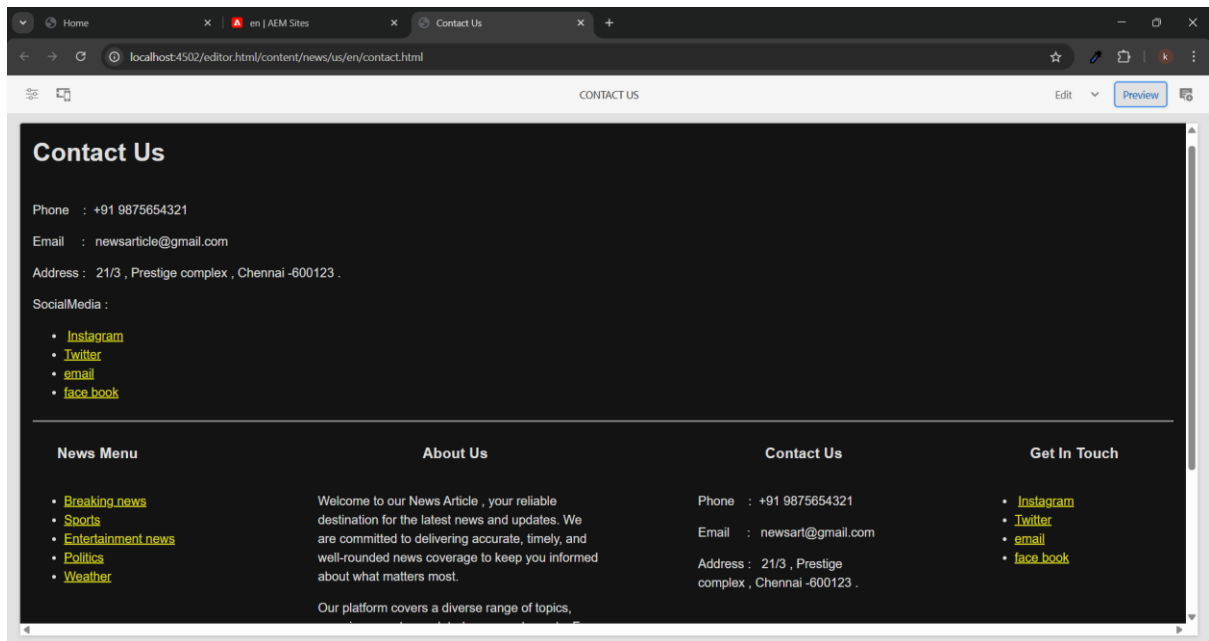 Home
en | AEM Sites
Contact Us
localhost:4502/editor.html/content/news/us/en/contact.html
k
CONTACT US
Edit
Preview
Contact Us
Phone : +91 9875654321
Email : newsarticle@gmail.com
Address : 21/3 , Prestige complex , Chennai -600123 .
SocialMedia :
Instagram
Twitter
email
face book
News Menu
Breaking news
Sports
Entertainment news
Politics
Weather
About Us
Welcome to our News Article , your reliable
destination for the latest news and updates. We
are committed to delivering accurate, timely, and
well-rounded news coverage to keep you informed
about what matters most.
Our platform covers a diverse range of topics,
Contact Us
Phone : +91 9875654321
Email : newsart@gmail.com
Address : 21/3 , Prestige
complex , Chennai -600123 .
Get In Touch
Instagram
Twitter
email
face book